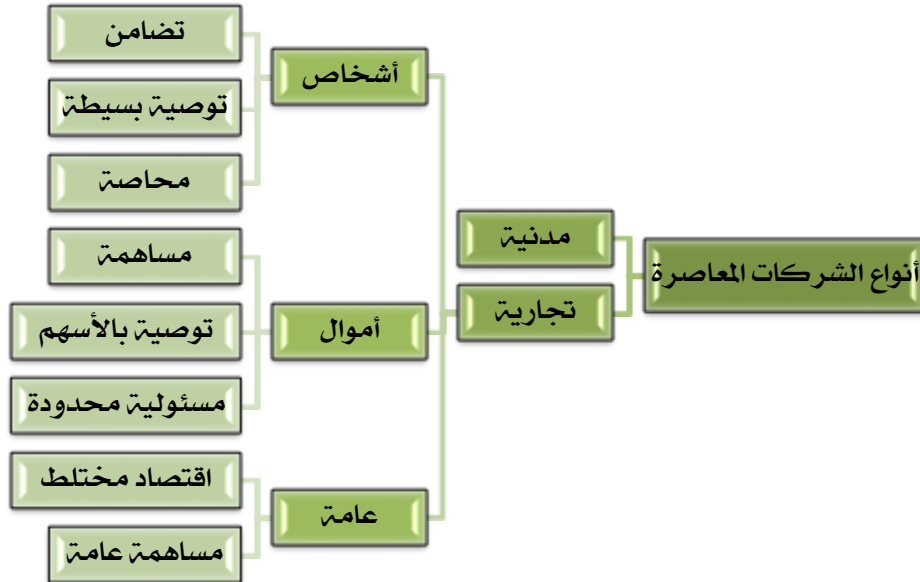 أنواع الشركات المعاصرة
مدنية
تجارية
أشخاص
تضامن
توصية بسيطة
محاصة
أموال
مساهمة
توصية بالأسهم
مسئولية محدودة
عامة
اقتصاد مختلط
مساهمة عامة